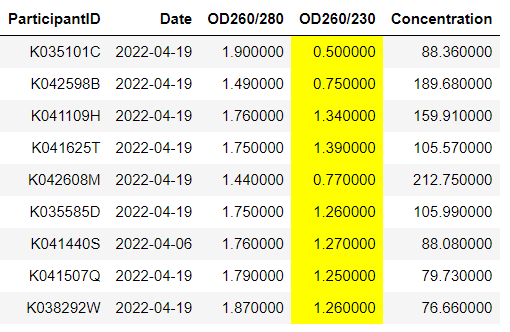 ParticipantID Date OD260/280 OD260/230 Concentration
K035101C 2022-04-19 1.900000 0.500000 88.360000
K042598B 2022-04-19 1.490000 0.750000 189.680000
K041109H 2022-04-19 1.760000 1.340000 159.910000
K041625T 2022-04-19 1.750000 1.390000 105.570000
K042608M 2022-04-19 1.440000 0.770000 212.750000
K035585D 2022-04-19 1.750000 1.260000 105.990000
K041440S 2022-04-06 1.760000 1.270000 88.080000
K041507Q 2022-04-19 1.790000 1.250000 79.730000
K038292W 2022-04-19 1.870000 1.260000 76.660000